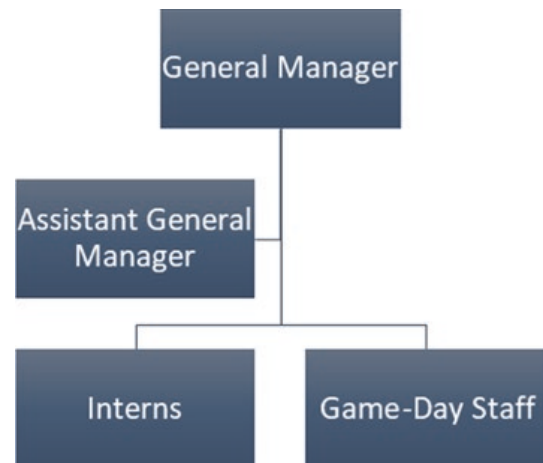 General Manager
Assistant General
Manager
Interns
Game-Day Staff